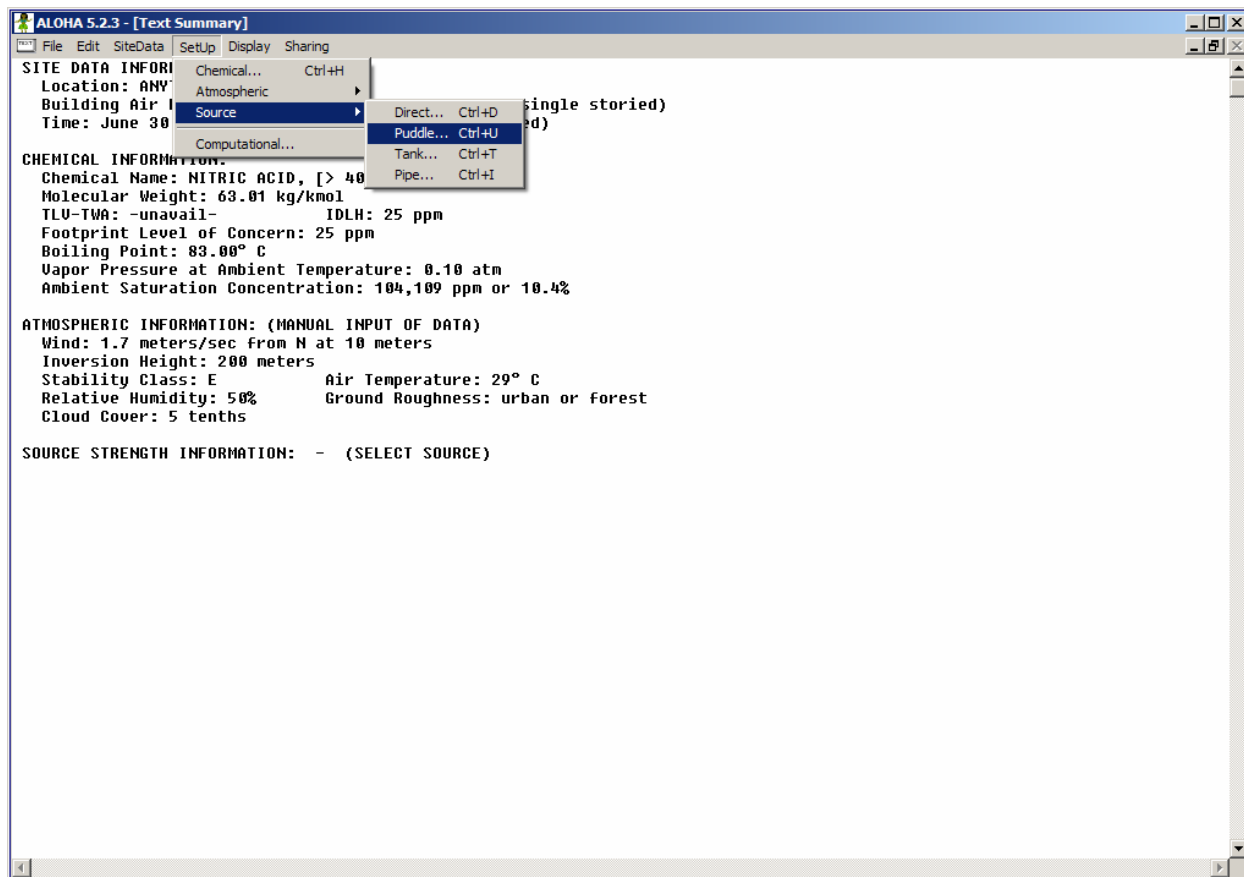 ALOHA 5.2.3 - [Text Summary]
File Edit SiteData SetUp Display Sharing
Chemical... Ctrl+H
Atmospheric
Source
Computational...
Direct... Ctrl+D
Puddle... Ctrl+U
Tank... Ctrl+T
Pipe... Ctrl+I
SITE DATA INFOR
Location: ANY
Building Air single storied)
Time: June 30 ed)
CHEMICAL INFORMATION:
Chemical Name: NITRIC ACID, [> 40
Molecular Weight: 63.01 kg/kmol
TLV-TWA: -unavail- IDLH: 25 ppm
Footprint Level of Concern: 25 ppm
Boiling Point: 83.00° C
Vapor Pressure at Ambient Temperature: 0.10 atm
Ambient Saturation Concentration: 104,109 ppm or 10.4%
ATMOSPHERIC INFORMATION: (MANUAL INPUT OF DATA)
Wind: 1.7 meters/sec from N at 10 meters
Inversion Height: 200 meters
Stability Class: E Air Temperature: 29° C
Relative Humidity: 50% Ground Roughness: urban or forest
Cloud Cover: 5 tenths
SOURCE STRENGTH INFORMATION: - (SELECT SOURCE)